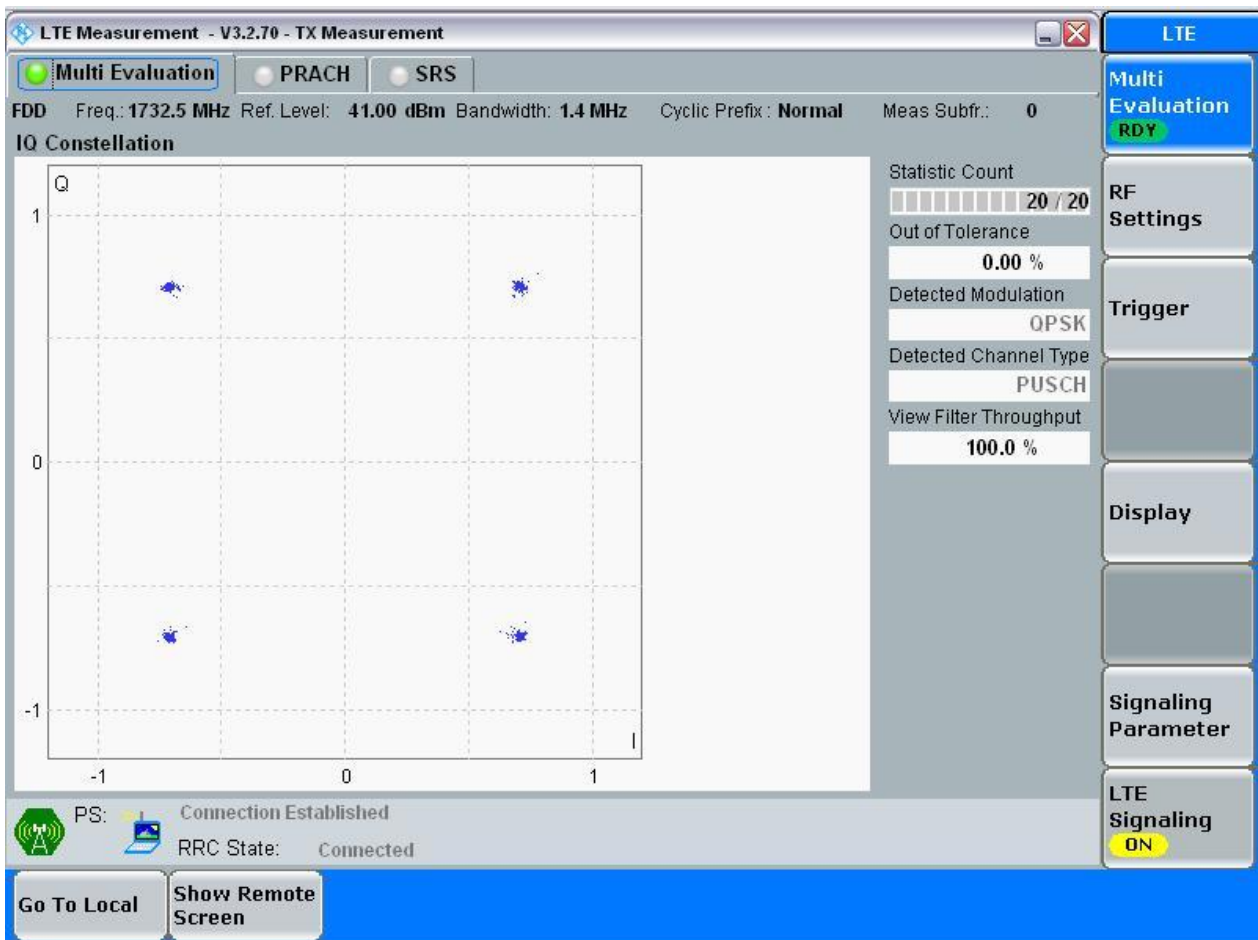 LTE Measurement - V3.2.70 - TX Measurement
LTE
Multi Evaluation PRACH SRS
FDD Freq.: 1732.5 MHz Ref. Level: 41.00 dBm Bandwidth: 1.4 MHz Cyclic Prefix : Normal Meas Subfr.: 0
IQ Constellation
Q
1
0
-1
I
-1 0 1
Statistic Count
20 / 20
Out of Tolerance
0.00 %
Detected Modulation
QPSK
Detected Channel Type
PUSCH
View Filter Throughput
100.0 %
Multi
Evaluation
RDY
RF
Settings
Trigger
Display
Signaling
Parameter
LTE
Signaling
ON
PS: Connection Established
RRC State: Connected
Go To Local
Show Remote
Screen